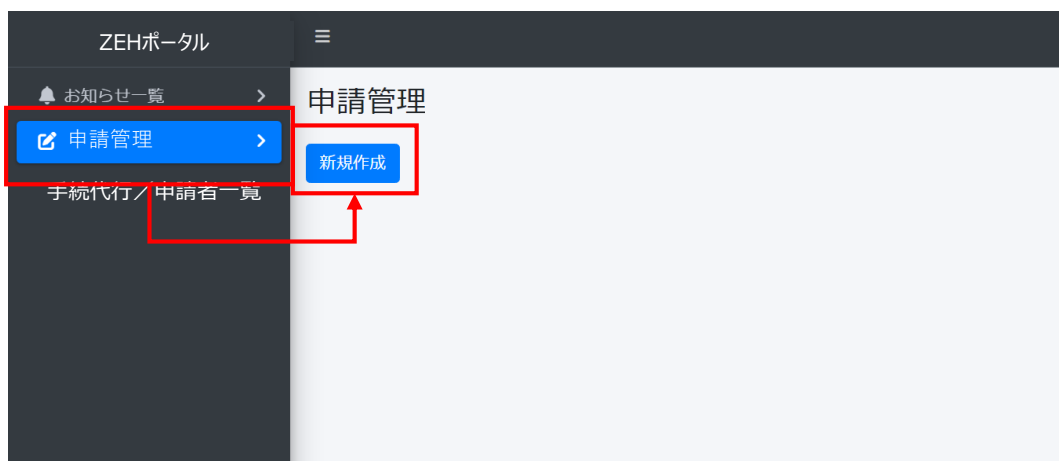 ZEHポータル
お知らせ一覧
申請管理
手続代行／申請者一覧
申請管理
新規作成